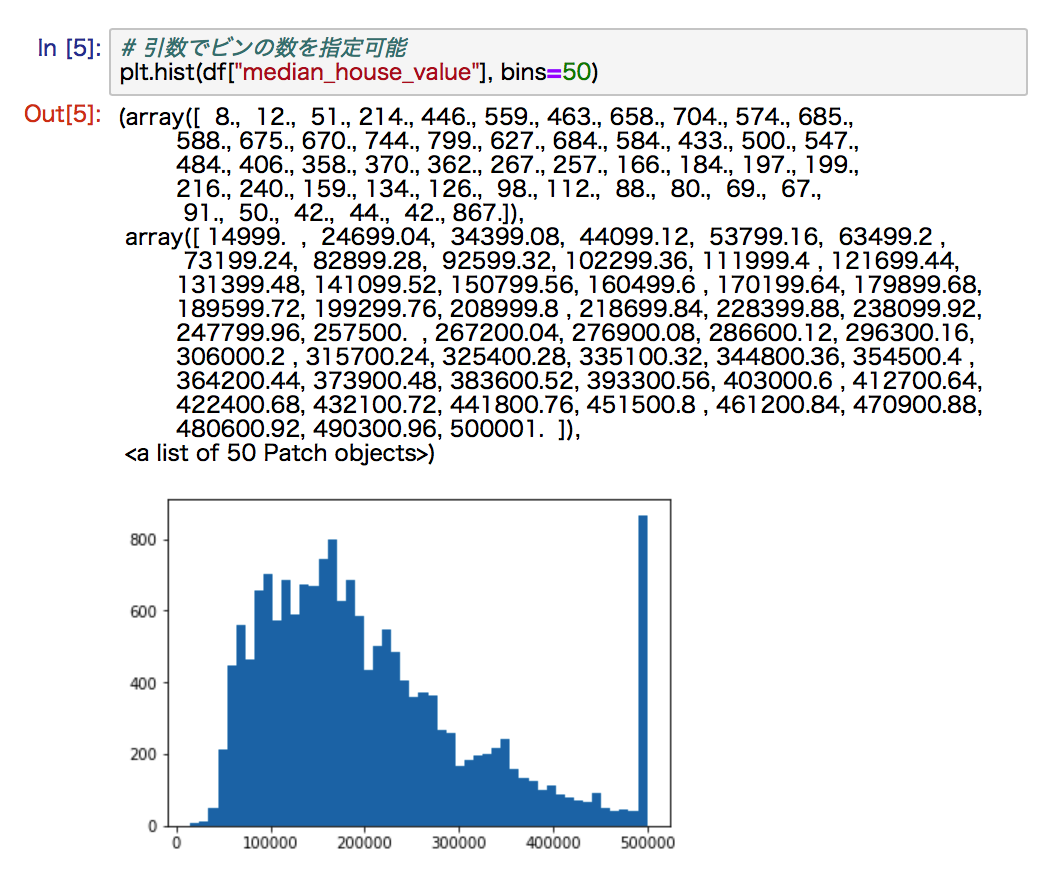 In [5]:
# 引数でビンの数を指定可能
plt.hist(df["median_house_value"], bins=50)
Out[5]:
(array([  8.,  12.,  51., 214., 446., 559., 463., 658., 704., 574., 685.,
588., 675., 670., 744., 799., 627., 684., 584., 433., 500., 547.,
484., 406., 358., 370., 362., 267., 257., 166., 184., 197., 199.,
216., 240., 159., 134., 126.,  98., 112.,  88.,  80.,  69.,  67.,
91.,  50.,  42.,  44.,  42., 867.]),
array([ 14999.  ,  24699.04,  34399.08,  44099.12,  53799.16,  63499.2 ,
73199.24,  82899.28,  92599.32, 102299.36, 111999.4 , 121699.44,
131399.48, 141099.52, 150799.56, 160499.6 , 170199.64, 179899.68,
189599.72, 199299.76, 208999.8 , 218699.84, 228399.88, 238099.92,
247799.96, 257500.  , 267200.04, 276900.08, 286600.12, 296300.16,
306000.2 , 315700.24, 325400.28, 335100.32, 344800.36, 354500.4 ,
364200.44, 373900.48, 383600.52, 393300.56, 403000.6 , 412700.64,
422400.68, 432100.72, 441800.76, 451500.8 , 461200.84, 470900.88,
480600.92, 490300.96, 500001.  ]),
<a list of 50 Patch objects>)
800
600
400
200
0
0 100000 200000 300000 400000 500000